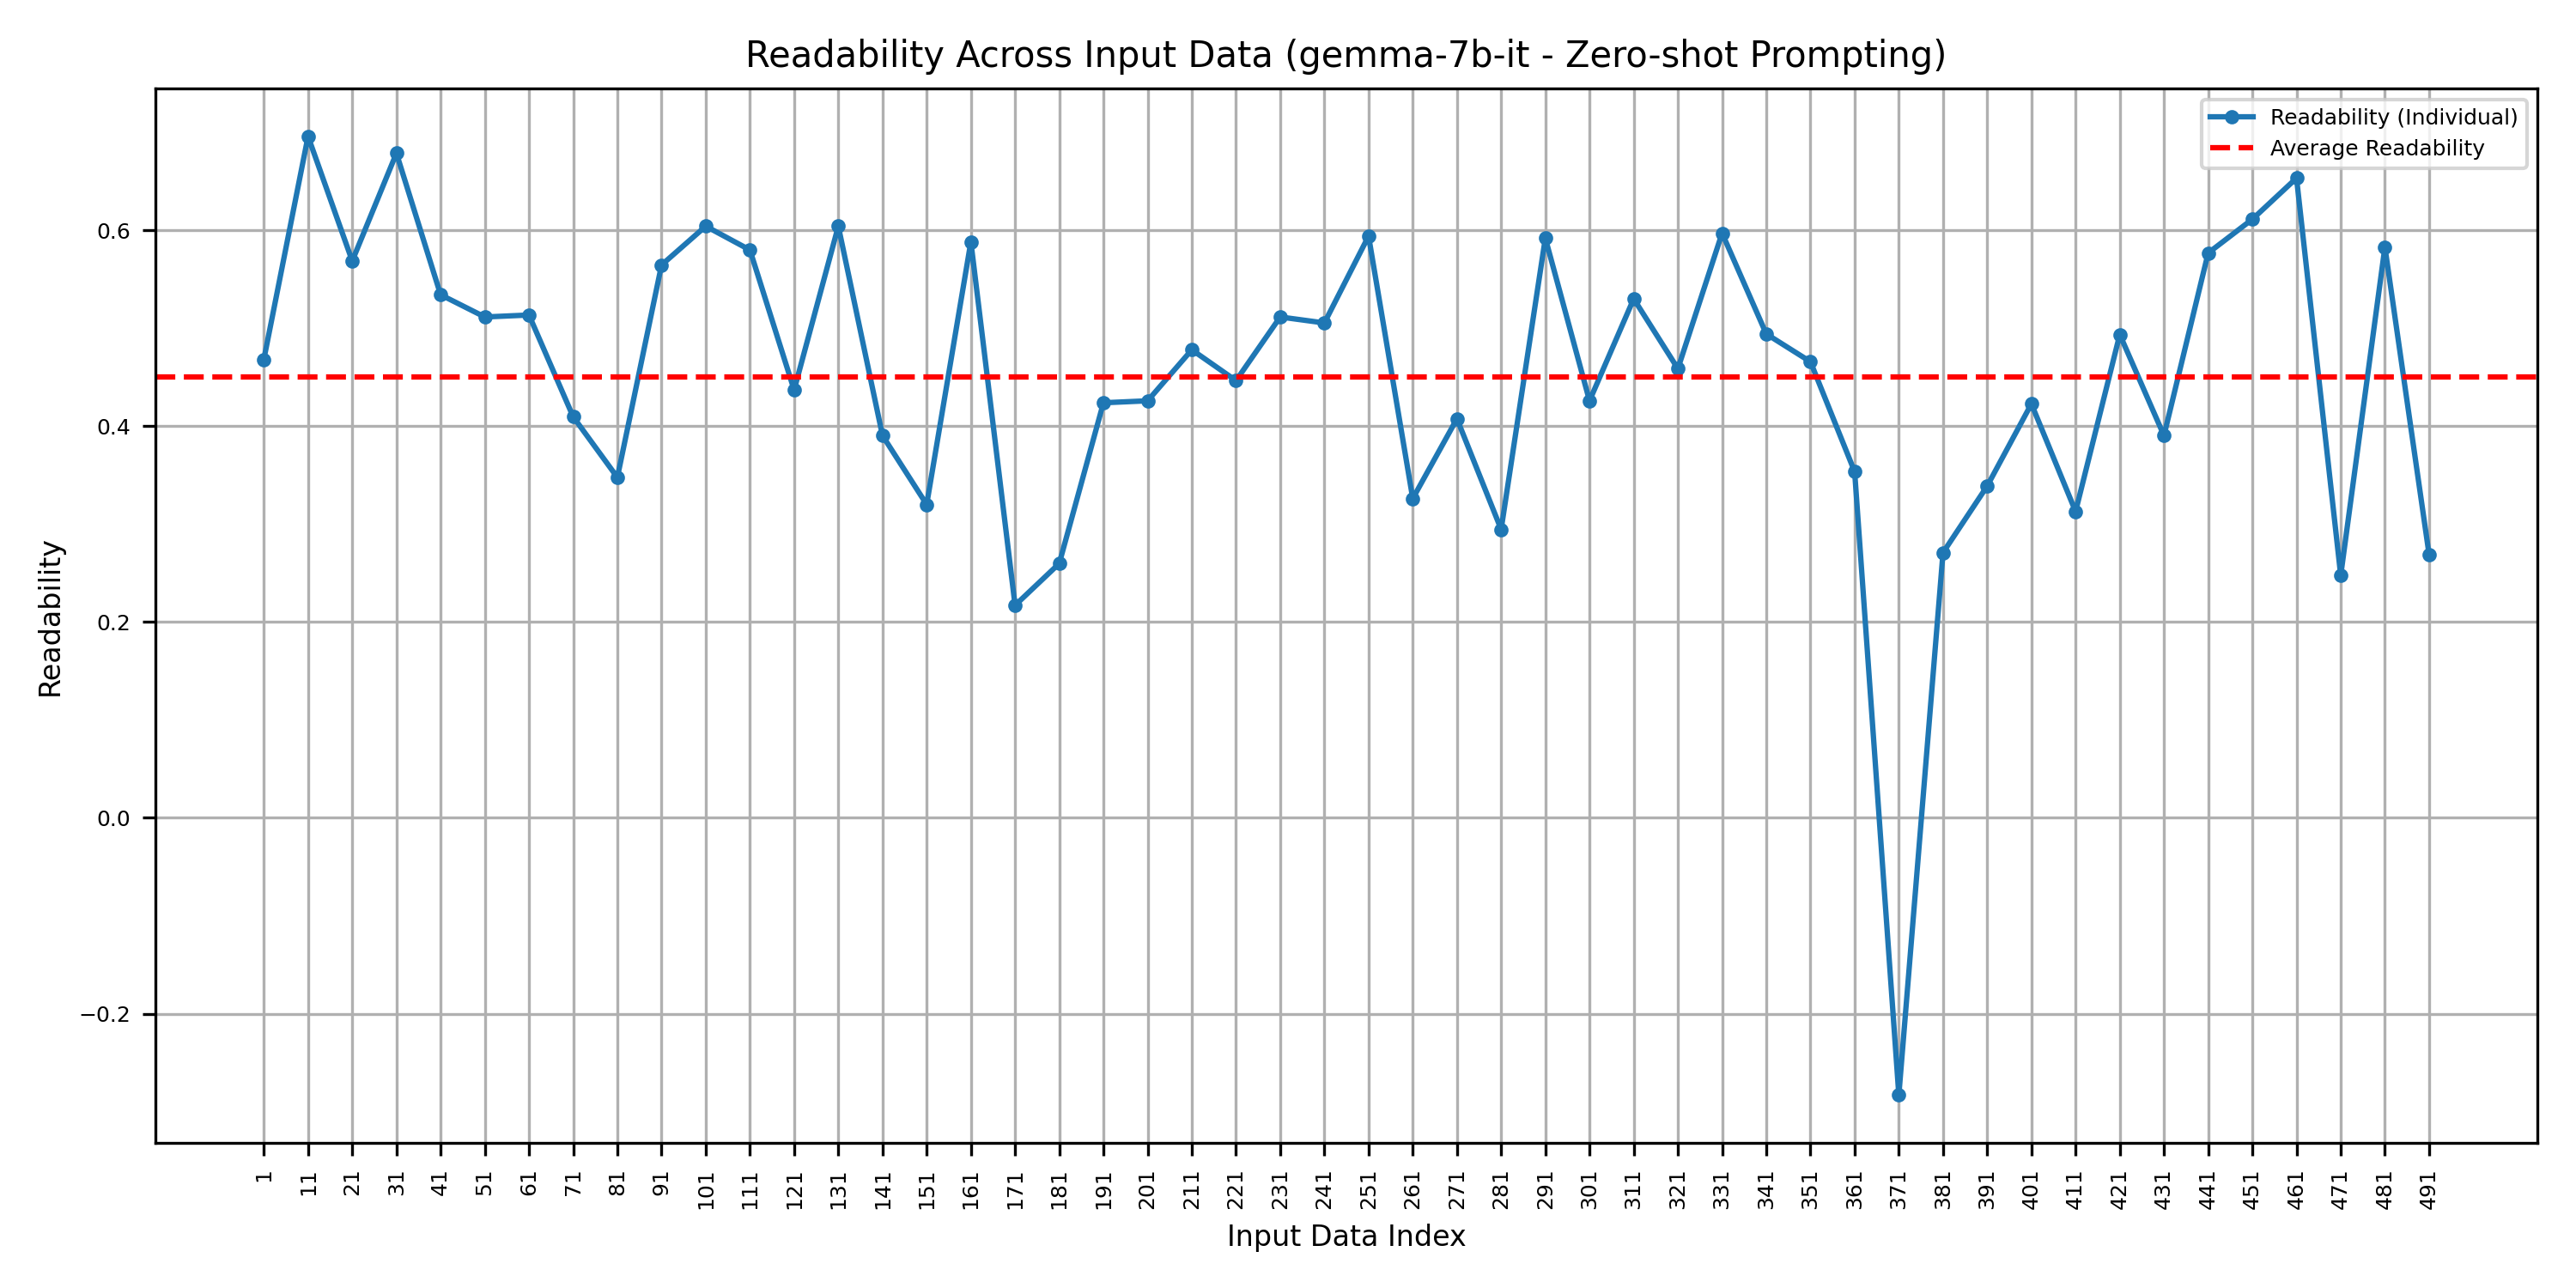 Readability Across Input Data (gemma-7b-it - Zero-shot Prompting)
Readability (Individual)
Average Readability
Readability
0.6
0.4
0.2
0.0
−0.2
1 11 21 31 41 51 61 71 81 91 101 111 121 131 141 151 161 171 181 191 201 211 221 231 241 251 261 271 281 291 301 311 321 331 341 351 361 371 381 391 401 411 421 431 441 451 461 471 481 491
Input Data Index